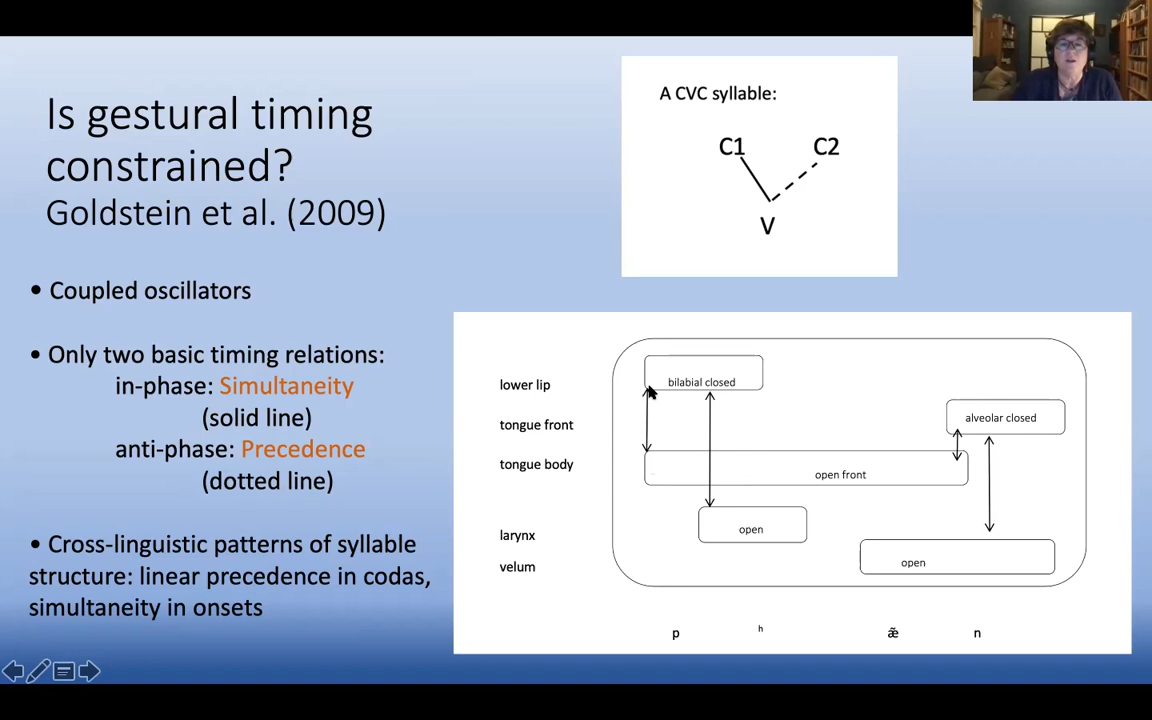 Is gestural timing
constrained?
Goldstein et al. (2009)
• Coupled oscillators
• Only two basic timing relations:
in-phase: Simultaneity
(solid line)
anti-phase: Precedence
(dotted line)
• Cross-linguistic patterns of syllable
structure: linear precedence in codas,
simultaneity in onsets
A CVC syllable:
C1 C2
V
lower lip bilabial closed
tongue front alveolar closed
tongue body open front
larynx open
velum open
p ʰ æ̃ n